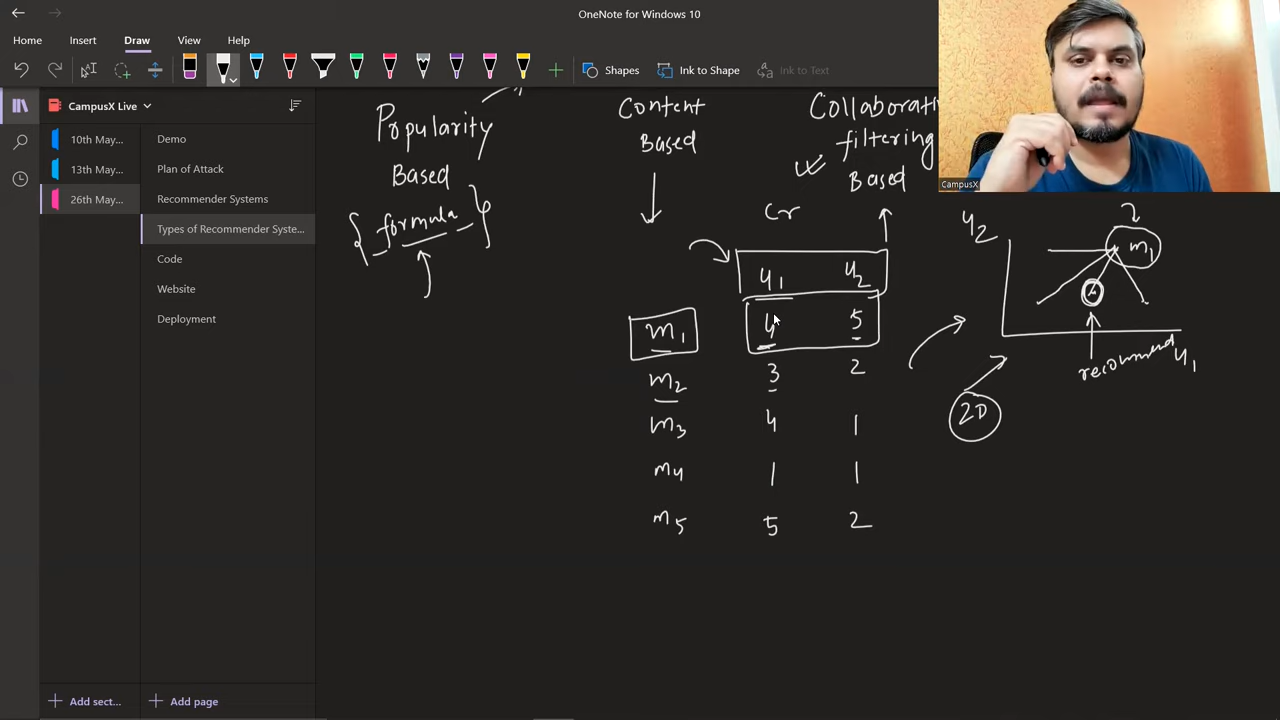 OneNote for Windows 10
Home Insert Draw View Help
Shapes Ink to Shape Ink to Text
CampusX Live
10th May...
13th May...
26th May...
Demo
Plan of Attack
Recommender Systems
Types of Recommender Syste...
Code
Website
Deployment
Add sect...
Add page
CampusX
Popularity
Based
{ formula }
Content
Based
Collaborati
filtering
Based
u1 u2
m1 4 5
m2 3 2
m3 4 1
m4 1 1
m5 5 2
u2
m1
recommend
u1
2D